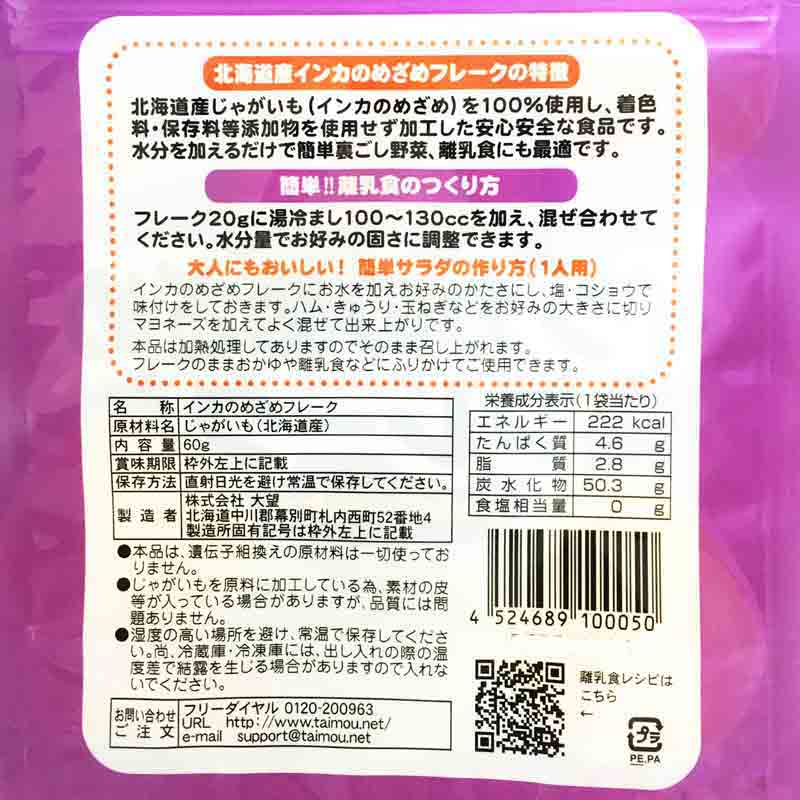 北海道産インカのめざめフレークの特徴
北海道産じゃがいも(インカのめざめ)を100%使用し、着色
料・保存料等添加物を使用せず加工した安心安全な食品です。
水分を加えるだけで簡単裏ごし野菜、離乳食にも最適です。
簡単!!離乳食のつくり方
フレーク20gに湯冷まし100～130ccを加え、混ぜ合わせて
ください。水分量でお好みの固さに調整できます。
大人にもおいしい! 簡単サラダの作り方(1人用)
インカのめざめフレークにお水を加えお好みのかたさにし、塩・コショウで
味付けをしておきます。ハム・きゅうり・玉ねぎなどをお好みの大きさに切り
マヨネーズを加えてよく混ぜて出来上がりです。
本品は加熱処理してありますのでそのまま召し上がれます。
フレークのままおかゆや離乳食などにふりかけてご使用できます。
名称 インカのめざめフレーク
原材料名 じゃがいも(北海道産)
内容量 60g
賞味期限 枠外左上に記載
保存方法 直射日光を避け常温で保存してください。
製造者 株式会社 大望
北海道中川郡幕別町札内西町52番地4
製造所固有記号は枠外左上に記載
栄養成分表示(1袋当たり)
エネルギー 222 kcal
たんぱく質 4.6 g
脂質 2.8 g
炭水化物 50.3 g
食塩相当量 0 g
●本品は、遺伝子組換えの原材料は一切使ってお
りません。
●じゃがいもを原料に加工している為、素材の皮
等が入っている場合がありますが、品質には問
題ありません。
●湿度の高い場所を避け、常温で保存してくださ
い。尚、冷蔵庫・冷凍庫には、出し入れの際の温
度差で結露を生じる場合がありますので入れな
いでください。
お問い合わせ
ご注文
フリーダイヤル 0120-200963
URL http://www.taimou.net/
e-mail support@taimou.net/
4 524689 100050
離乳食レシピは
こちら
←
プラ
PE.PA